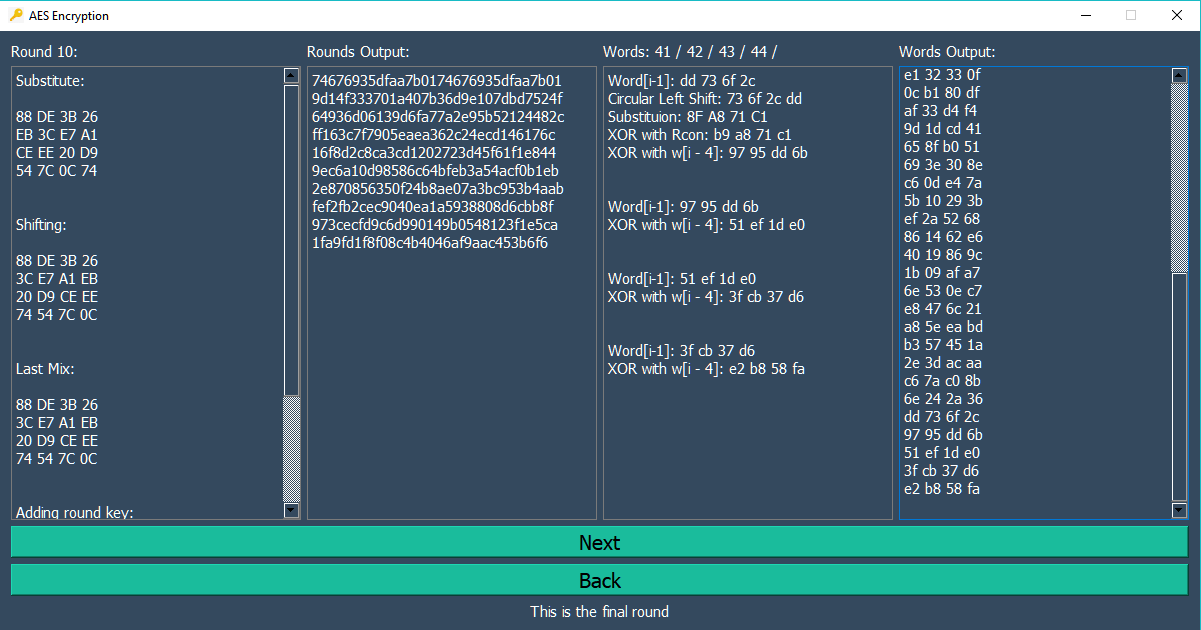 AES Encryption
Round 10:
Substitute:
88 DE 3B 26
EB 3C E7 A1
CE EE 20 D9
54 7C 0C 74
Shifting:
88 DE 3B 26
3C E7 A1 EB
20 D9 CE EE
74 54 7C 0C
Last Mix:
88 DE 3B 26
3C E7 A1 EB
20 D9 CE EE
74 54 7C 0C
Adding round key:
Rounds Output:
74676935dfaa7b0174676935dfaa7b01
9d14f333701a407b36d9e107dbd7524f
64936d06139d6fa77a2e95b52124482c
ff163c7f7905eaea362c24ecd146176c
16f8d2c8ca3cd1202723d45f61f1e844
9ec6a10d98586c64bfeb3a54acf0b1eb
2e870856350f24b8ae07a3bc953b4aab
fef2fb2cec9040ea1a5938808d6cbb8f
973cecfd9c6d990149b0548123f1e5ca
1fa9fd1f8f08c4b4046af9aac453b6f6
Words: 41 / 42 / 43 / 44 /
Word[i-1]: dd 73 6f 2c
Circular Left Shift: 73 6f 2c dd
Substituion: 8F A8 71 C1
XOR with Rcon: b9 a8 71 c1
XOR with w[i - 4]: 97 95 dd 6b
Word[i-1]: 97 95 dd 6b
XOR with w[i - 4]: 51 ef 1d e0
Word[i-1]: 51 ef 1d e0
XOR with w[i - 4]: 3f cb 37 d6
Word[i-1]: 3f cb 37 d6
XOR with w[i - 4]: e2 b8 58 fa
Words Output:
e1 32 33 0f
0c b1 80 df
af 33 d4 f4
9d 1d cd 41
65 8f b0 51
69 3e 30 8e
c6 0d e4 7a
5b 10 29 3b
ef 2a 52 68
86 14 62 e6
40 19 86 9c
1b 09 af a7
6e 53 0e c7
e8 47 6c 21
a8 5e ea bd
b3 57 45 1a
2e 3d ac aa
c6 7a c0 8b
6e 24 2a 36
dd 73 6f 2c
97 95 dd 6b
51 ef 1d e0
3f cb 37 d6
e2 b8 58 fa
Next
Back
This is the final round